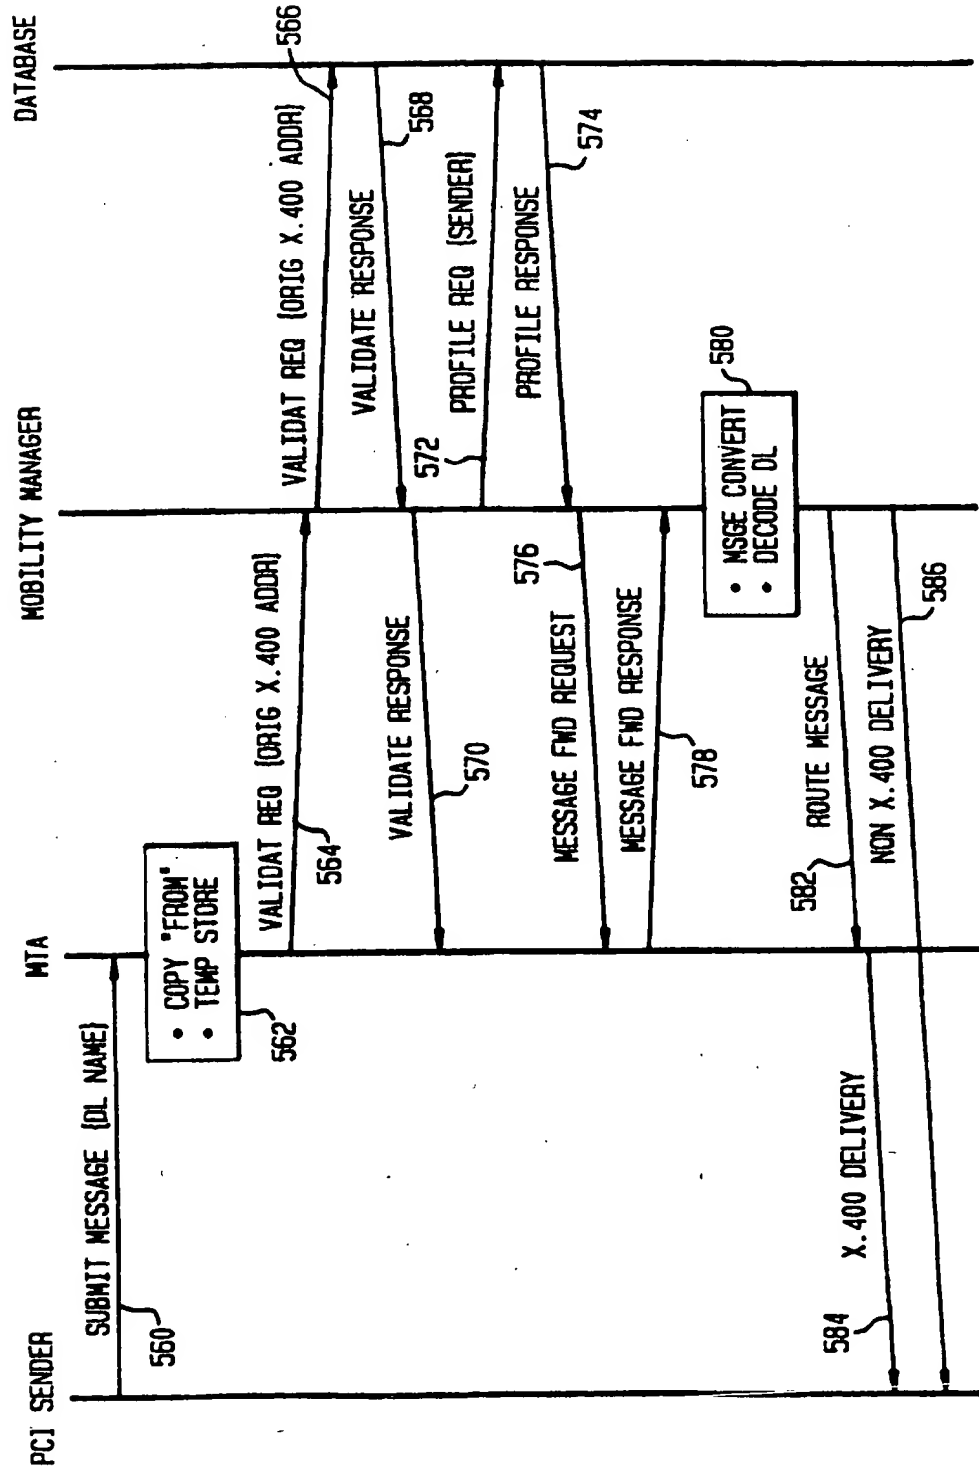 PCI SENDER
MTA
MOBILITY MANAGER
DATABASE
SUBMIT MESSAGE {DL NAME}
560
• COPY "FROM"
• TEMP STORE
562
VALIDAT REQ {ORIG X.400 ADDR}
564
VALIDAT REQ {ORIG X.400 ADDR}
566
VALIDATE RESPONSE
568
VALIDATE RESPONSE
570
PROFILE REQ {SENDER}
572
PROFILE RESPONSE
574
MESSAGE FWD REQUEST
576
MESSAGE FWD RESPONSE
578
• MSGE CONVERT
• DECODE DL
580
ROUTE MESSAGE
582
X.400 DELIVERY
584
NON X.400 DELIVERY
586